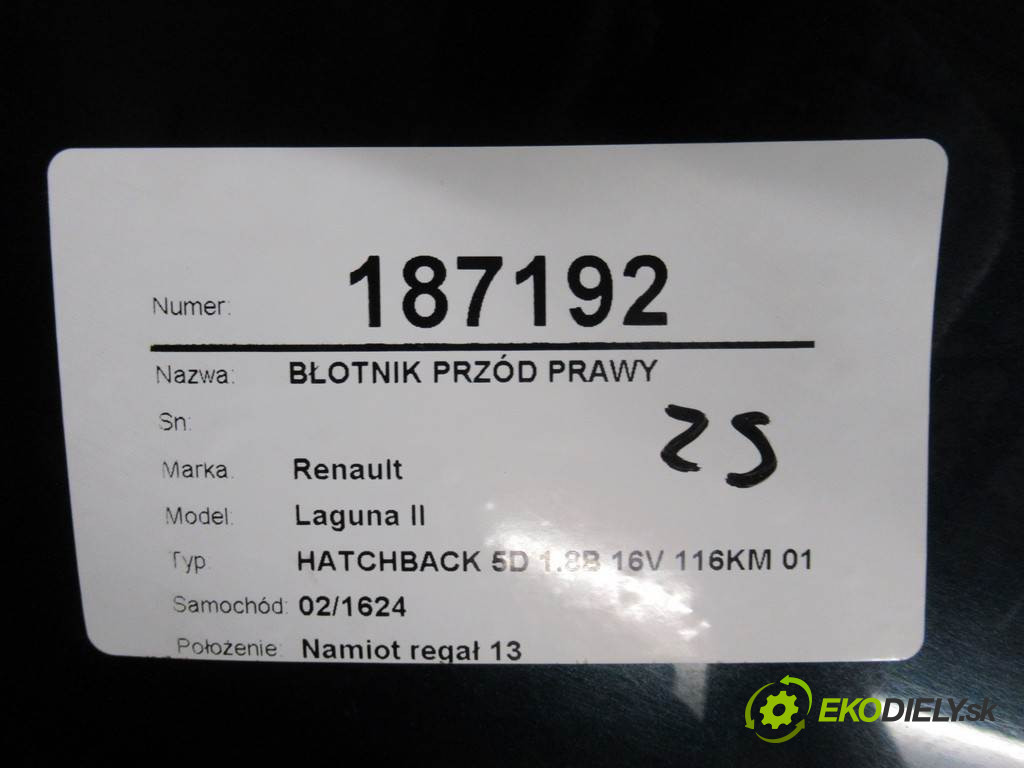 Numer: 187192
Nazwa: BŁOTNIK PRZÓD PRAWY
Sn:
25
Marka: Renault
Model: Laguna II
Typ: HATCHBACK 5D 1.8B 16V 116KM 01
Samochód: 02/1624
Położenie: Namiot regał 13
EKODIELY.sk